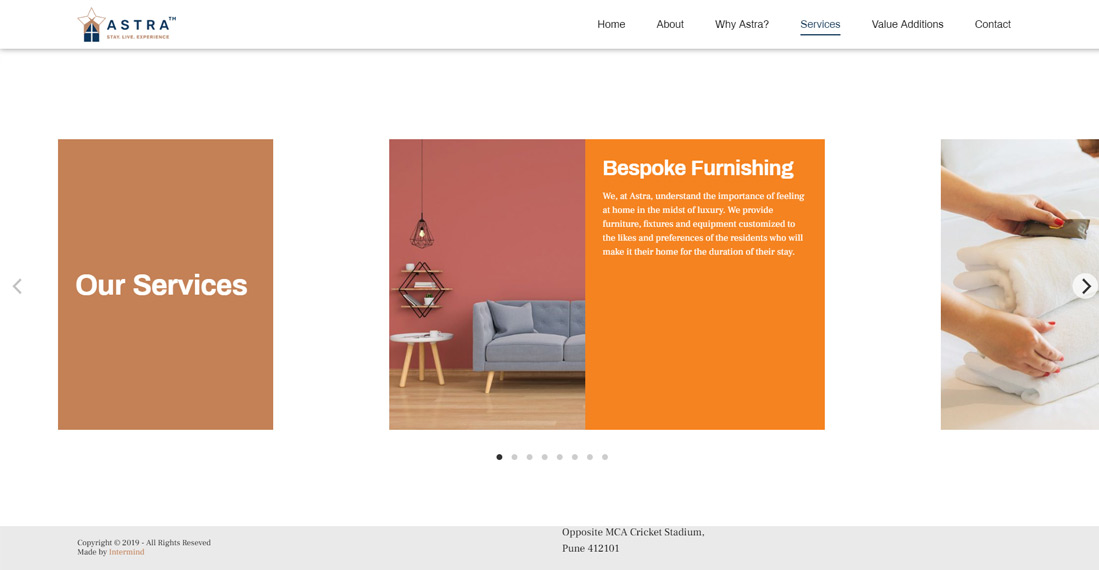 ASTRA™
STAY. LIVE. EXPERIENCE
Home
About
Why Astra?
Services
Value Additions
Contact
Our Services
Bespoke Furnishing
We, at Astra, understand the importance of feeling
at home in the midst of luxury. We provide
furniture, fixtures and equipment customized to
the likes and preferences of the residents who will
make it their home for the duration of their stay.
Opposite MCA Cricket Stadium,
Pune 412101
Copyright © 2019 - All Rights Reseved
Made by Intermind